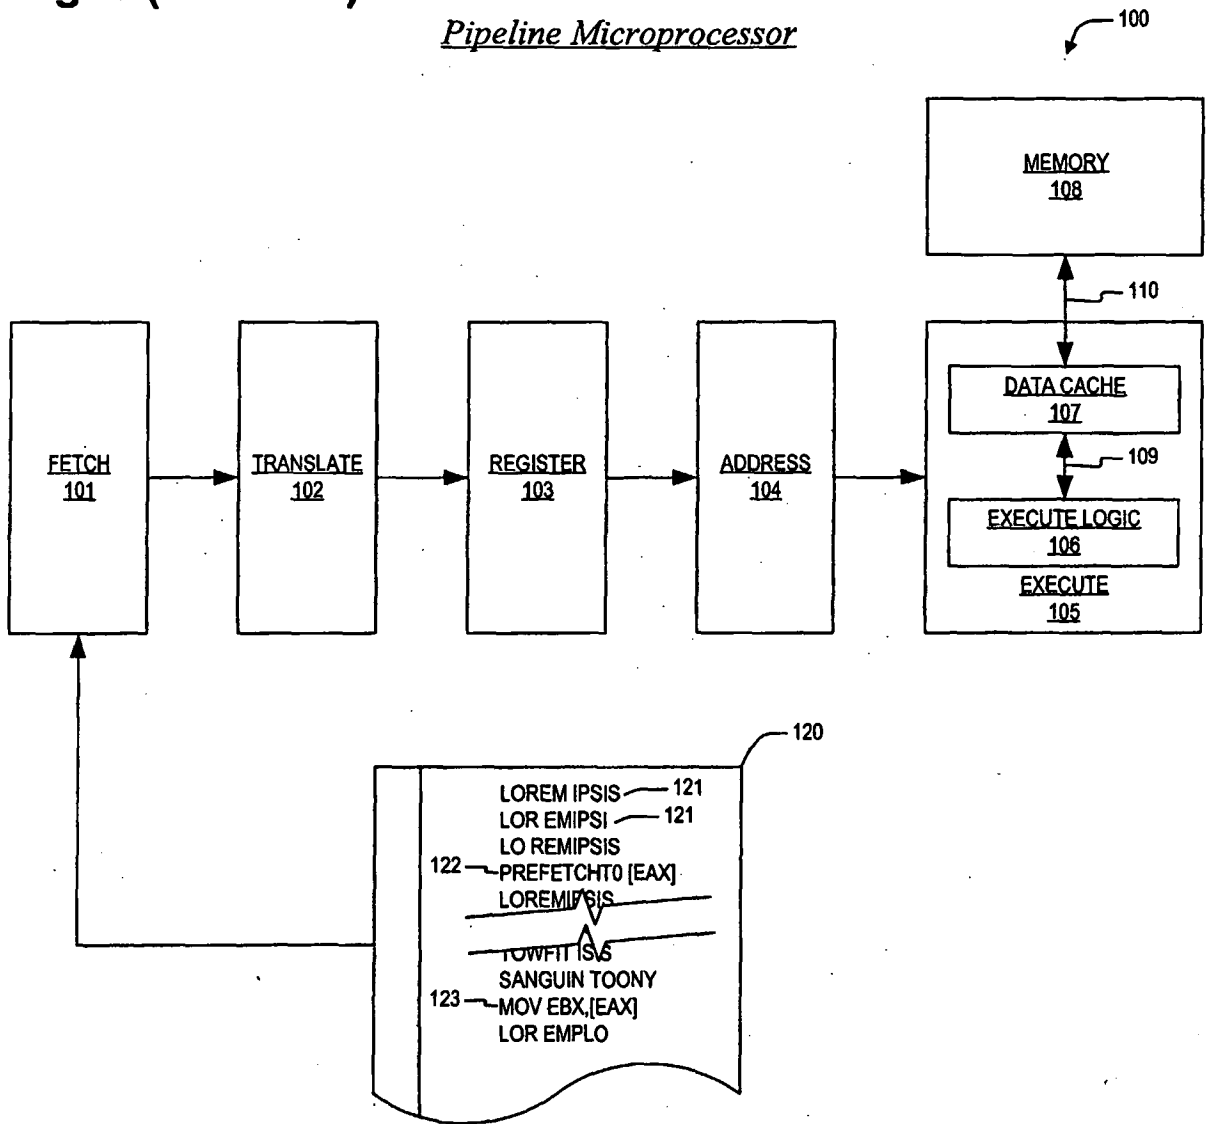 Pipeline Microprocessor
100
MEMORY
108
110
DATA CACHE
107
109
EXECUTE LOGIC
106
EXECUTE
105
FETCH
101
TRANSLATE
102
REGISTER
103
ADDRESS
104
120
LOREM IPSIS 121
LOR EMIPSI 121
LO REMIPSIS
122 PREFETCHT0 [EAX]
LOREMIPSIS
SANGUIN TOONY
123 MOV EBX,[EAX]
LOR EMPLO